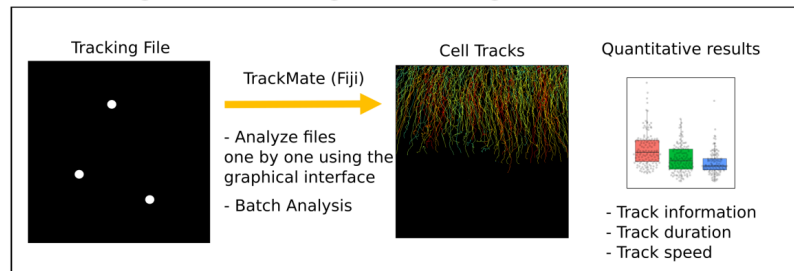 Tracking File
TrackMate (Fiji)
- Analyze files
one by one using the
graphical interface
- Batch Analysis
Cell Tracks
Quantitative results
- Track information
- Track duration
- Track speed